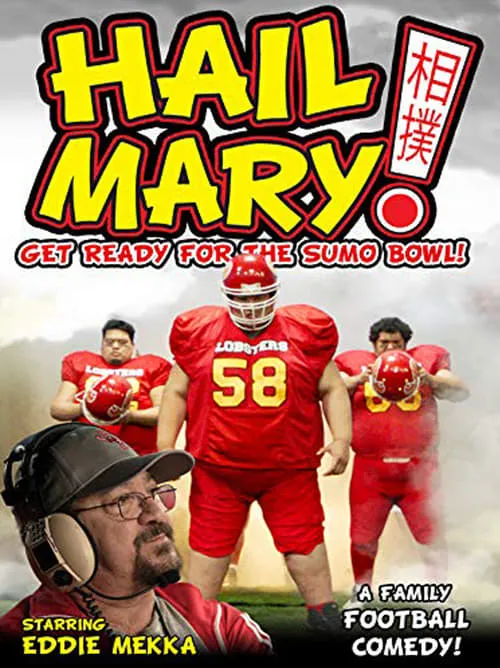 HAIL
MARY!
相撲
GET READY FOR THE SUMO BOWL!
LOBSTERS
58
LOBSTERS
STARRING
EDDIE MEKKA
A FAMILY
FOOTBALL
COMEDY!